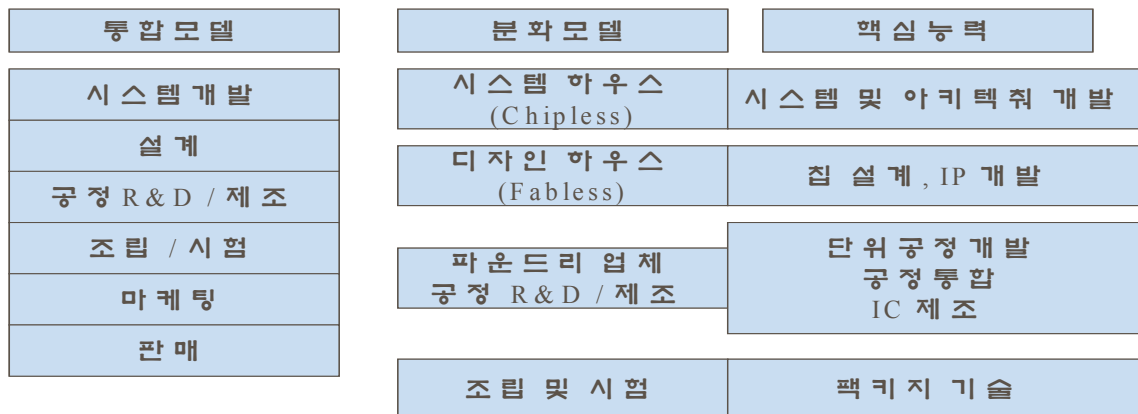 통합모델
분화모델
핵심능력
시스템개발
설계
공정R&D / 제조
조립 / 시험
마케팅
판매
시스템 하우스
(Chipless)
시스템 및 아키텍춰 개발
디자인 하우스
(Fabless)
칩 설계, IP 개발
파운드리 업체
공정 R&D / 제조
단위공정개발
공정통합
IC 제조
조립 및 시험
팩키지 기술